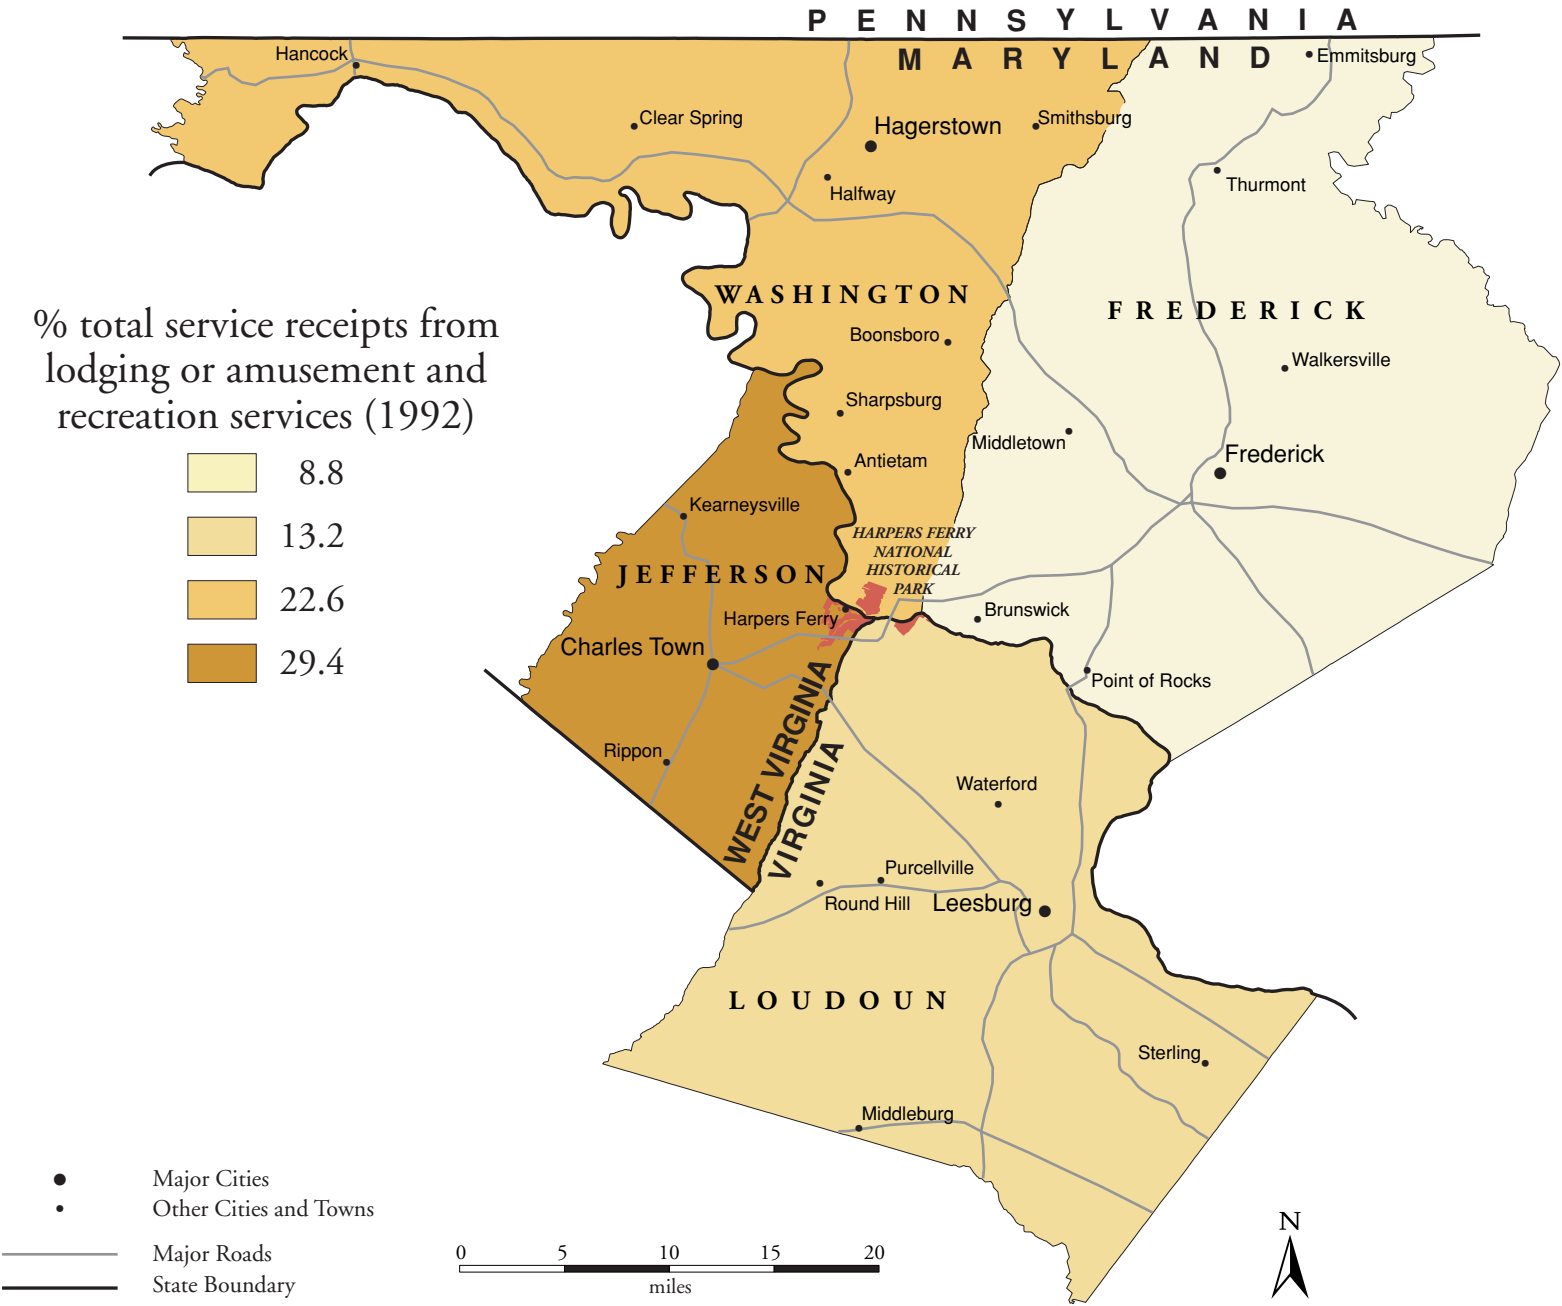 PENNSYLVANIA
MARYLAND
Hancock
Emmitsburg
Clear Spring
Hagerstown
Smithsburg
Halfway
Thurmont
WASHINGTON
FREDERICK
Boonsboro
Walkersville
% total service receipts from
lodging or amusement and
recreation services (1992)
8.8
13.2
22.6
29.4
Sharpsburg
Middletown
Frederick
Antietam
Kearneysville
HARPERS FERRY
NATIONAL
HISTORICAL
PARK
JEFFERSON
Harpers Ferry
Brunswick
Charles Town
Point of Rocks
WEST VIRGINIA
VIRGINIA
Rippon
Waterford
Purcellville
Round Hill
Leesburg
LOUDOUN
Sterling
Middleburg
Major Cities
Other Cities and Towns
Major Roads
State Boundary
0 5 10 15 20
miles
N